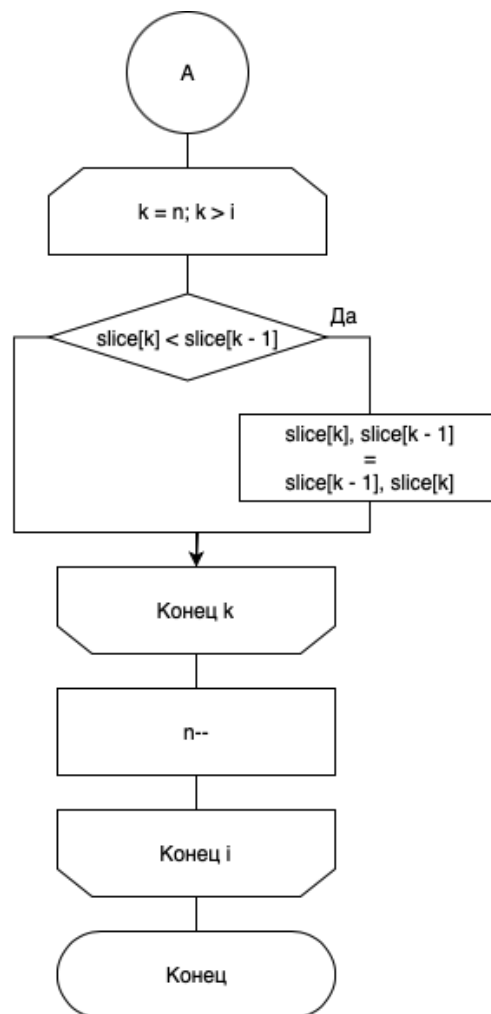 A
k = n; k > i
Да
slice[k] < slice[k - 1]
slice[k], slice[k - 1]
=
slice[k - 1], slice[k]
Конец k
n--
Конец i
Конец